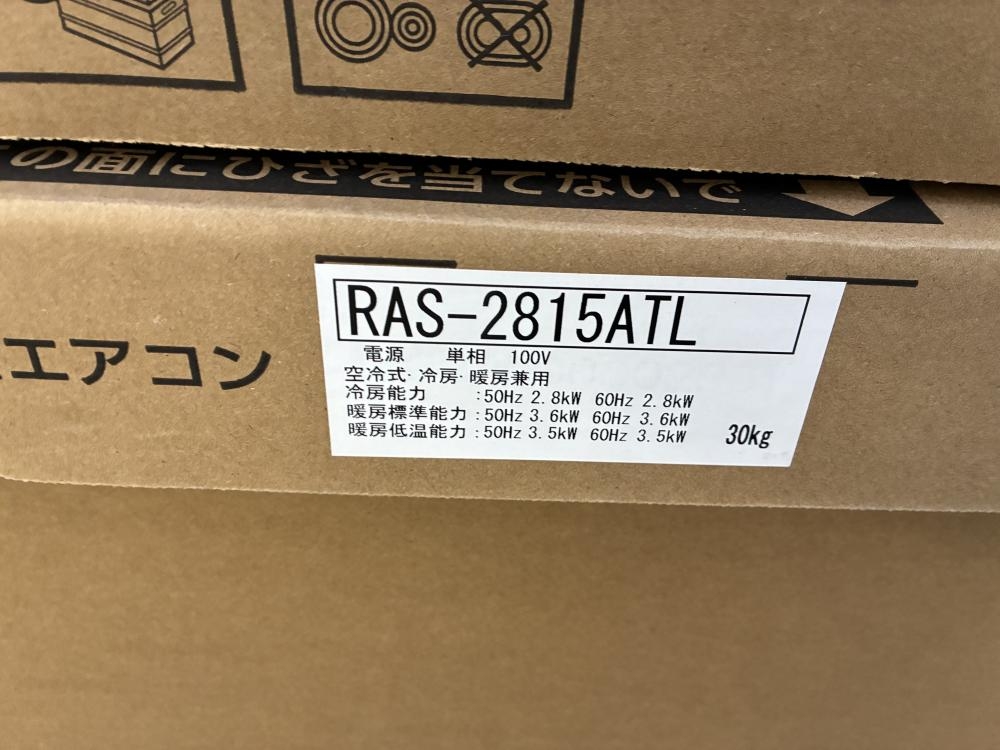 の面にひざを当てないで
エアコン
RAS-2815ATL
電源 単相 100V
空冷式・冷房・暖房兼用
冷房能力 :50Hz 2.8kW 60Hz 2.8kW
暖房標準能力:50Hz 3.6kW 60Hz 3.6kW
暖房低温能力:50Hz 3.5kW 60Hz 3.5kW
30kg